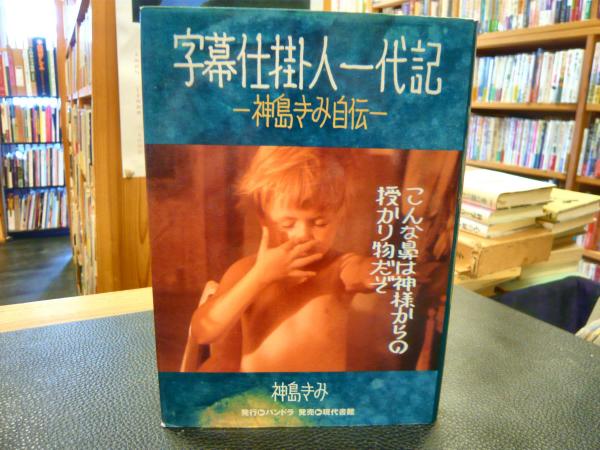 字幕仕掛人一代記
―神島きみ自伝―
こんな鼻は神様からの
授かり物だぞ
神島きみ
発行●パンドラ 発売●現代書館